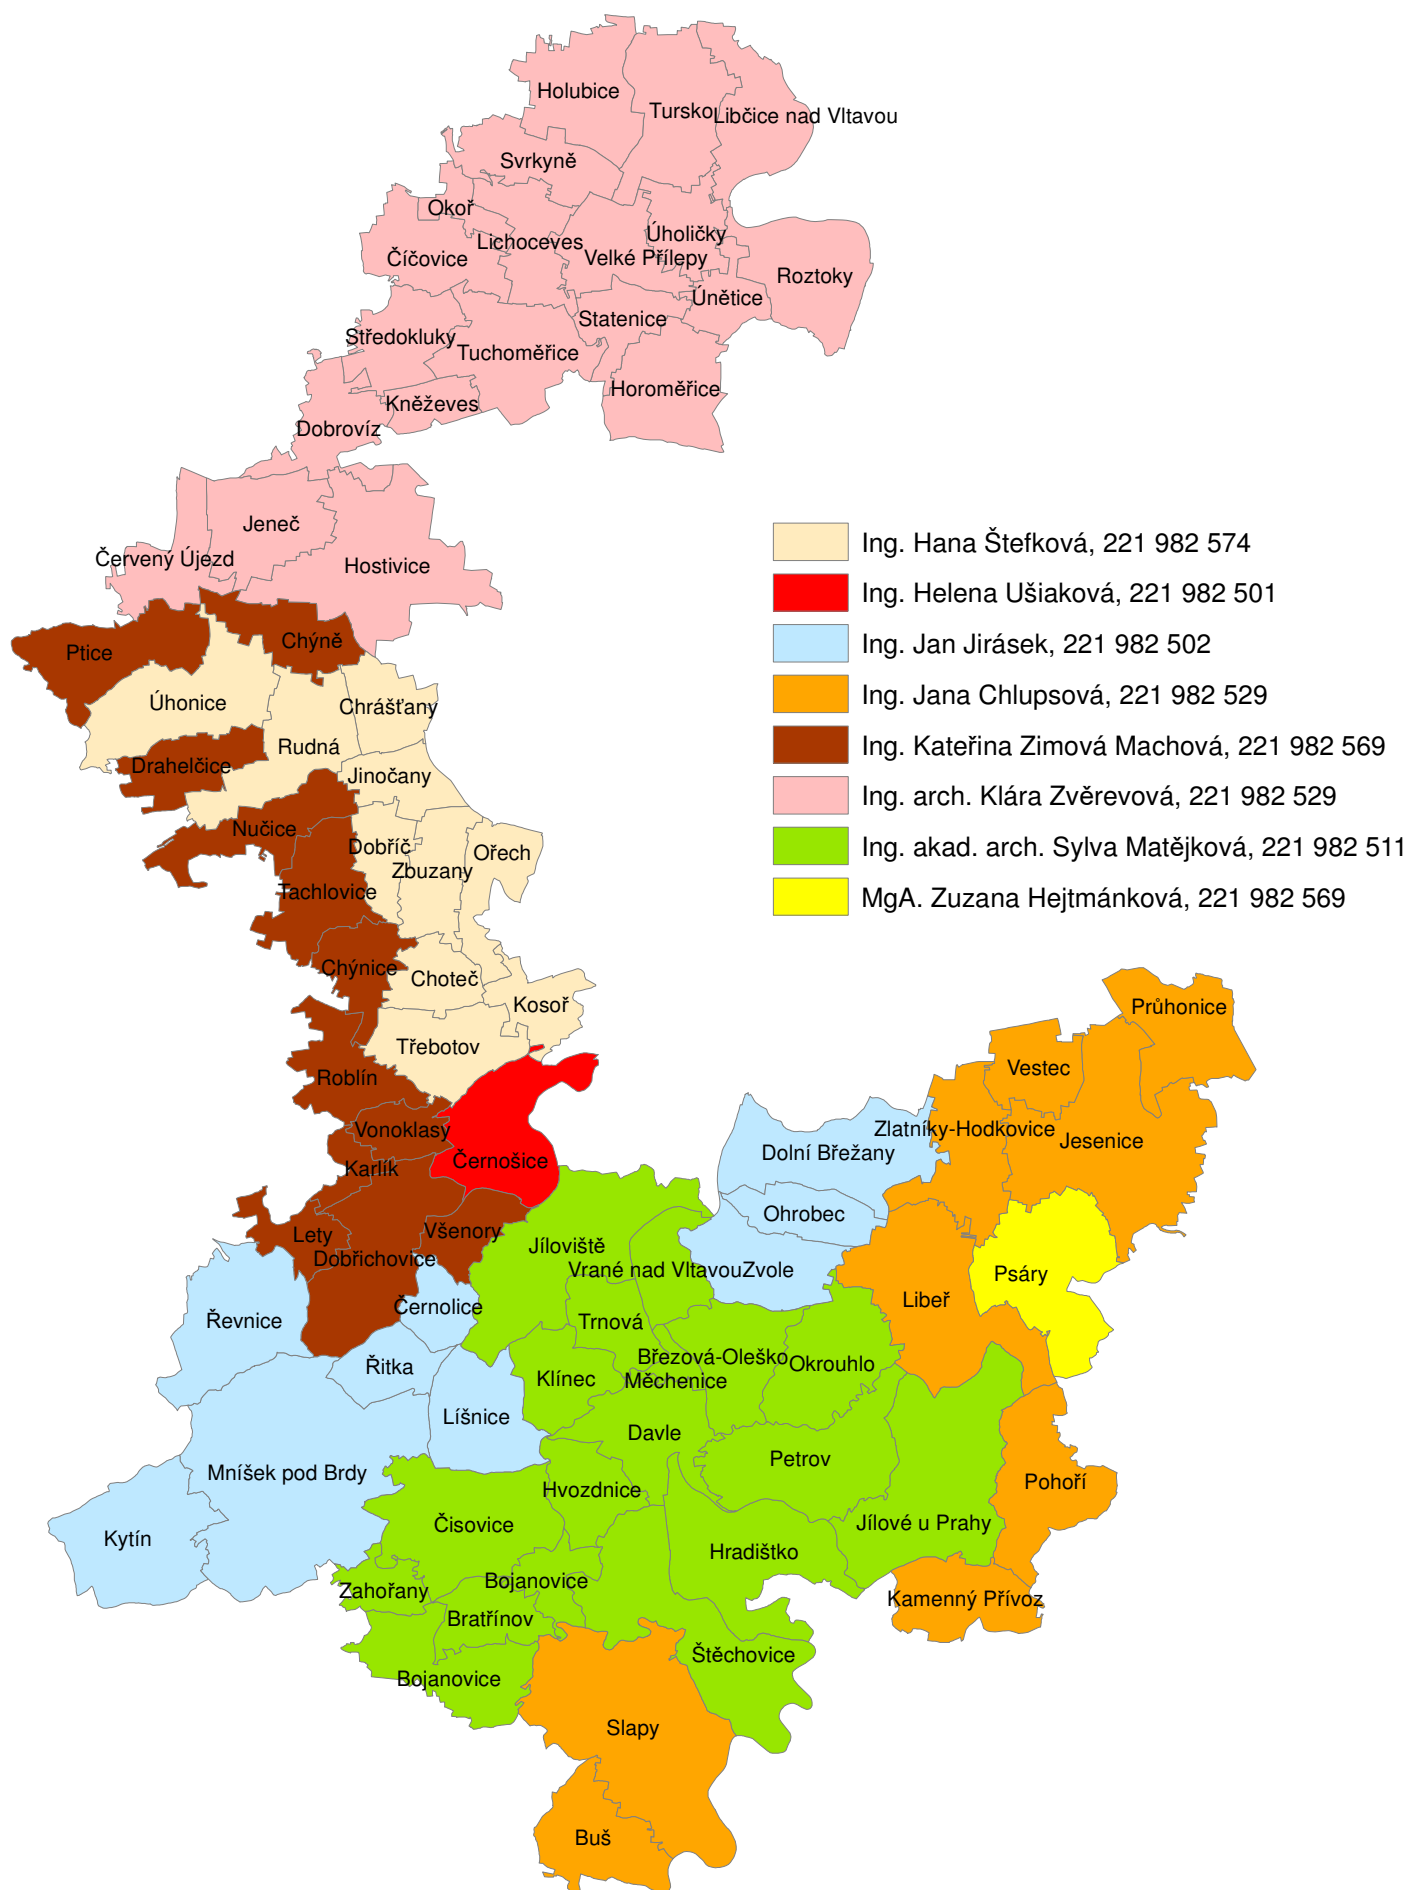 Holubice
Tursko
Libčice nad Vltavou
Svrkyně
Okoř
Lichoceves
Úholičky
Číčovice
Velké Přílepy
Roztoky
Únětice
Statenice
Středokluky
Tuchoměřice
Horoměřice
Kněževes
Dobrovíz
Jeneč
Červený Újezd
Hostivice
Ing. Hana Štefková, 221 982 574
Ing. Helena Ušiaková, 221 982 501
Ing. Jan Jirásek, 221 982 502
Ing. Jana Chlupsová, 221 982 529
Ing. Kateřina Zimová Machová, 221 982 569
Ing. arch. Klára Zvěrevová, 221 982 529
Ing. akad. arch. Sylva Matějková, 221 982 511
MgA. Zuzana Hejtmánková, 221 982 569
Chýně
Ptice
Úhonice
Chrášťany
Rudná
Drahelčice
Jinočany
Nučice
Dobříč
Ořech
Zbuzany
Tachlovice
Chýnice
Choteč
Kosoř
Průhonice
Třebotov
Vestec
Roblín
Vonoklasy
Zlatníky-Hodkovice
Jesenice
Dolní Břežany
Černošice
Karlík
Ohrobec
Lety
Všenory
Jíloviště
Dobřichovice
Vrané nad Vltavou
Zvole
Psáry
Libeř
Černolice
Řevnice
Trnová
Březová-Oleško
Okrouhlo
Řitka
Klínec
Měchenice
Líšnice
Davle
Petrov
Mníšek pod Brdy
Pohoří
Hvozdnice
Čisovice
Jílové u Prahy
Kytín
Hradištko
Bojanovice
Zahořany
Kamenný Přívoz
Bratřínov
Štěchovice
Bojanovice
Slapy
Buš